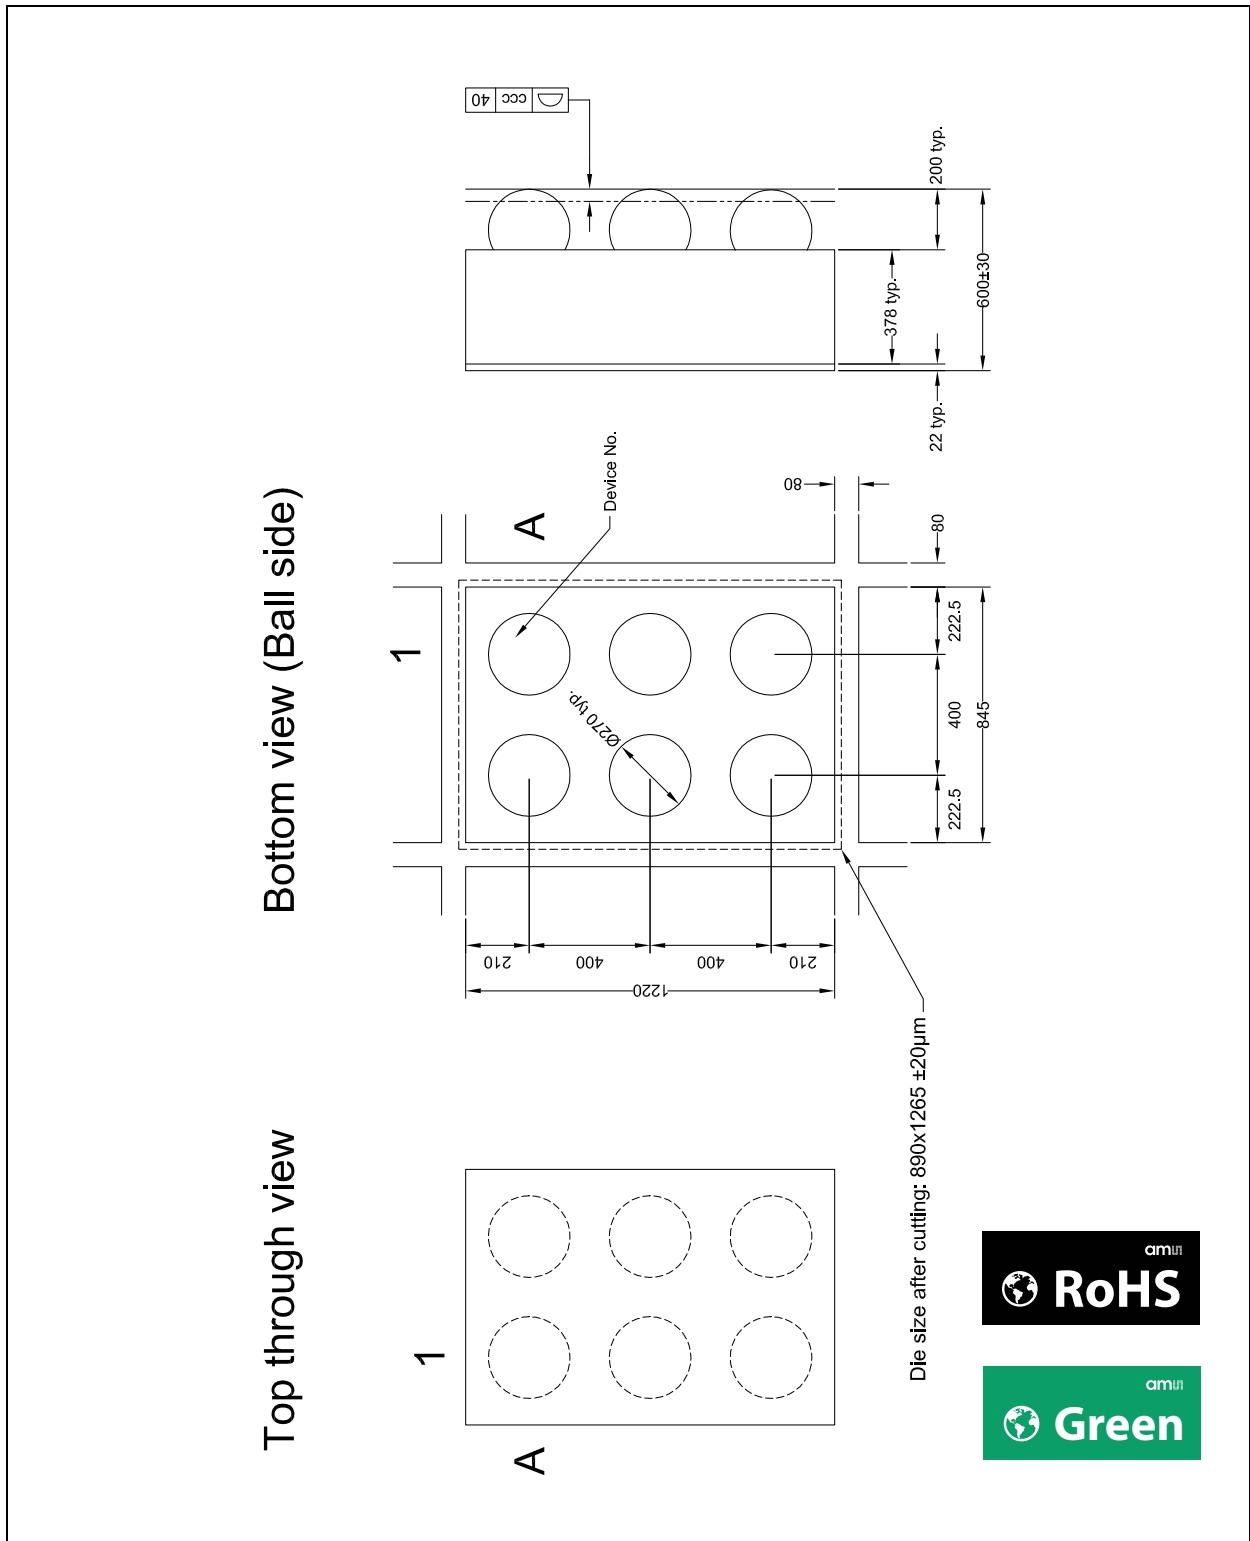 Top through view
1
A
Bottom view (Ball side)
1
A
Device No.
Ø270 typ.
210
400
400
210
1220
222.5
400
222.5
845
80
80
Die size after cutting: 890x1265 ±20µm
ccc
40
200 typ.
378 typ.
22 typ.
600±30
ams
RoHS
ams
Green